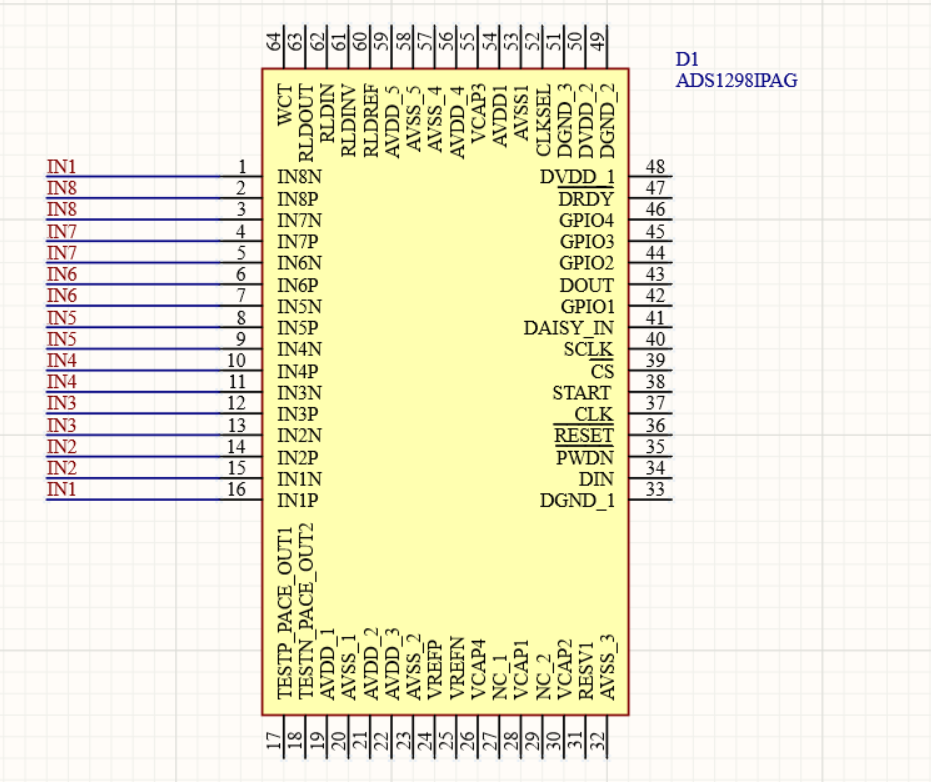 64 63 62 61 60 59 58 57 56 55 54 53 52 51 50 49
D1
ADS1298IPAG
WCT
RLDOUT
RLDIN
RLDINV
RLDREF
AVDD_5
AVSS_5
AVSS_4
AVDD_4
VCAP3
AVDD1
AVSS1
CLKSEL
DGND_3
DVDD_2
DGND_2
IN1 1 IN8N DVDD_1 48
IN8 2 IN8P DRDY 47
IN8 3 IN7N GPIO4 46
IN7 4 IN7P GPIO3 45
IN7 5 IN6N GPIO2 44
IN6 6 IN6P DOUT 43
IN6 7 IN5N GPIO1 42
IN5 8 IN5P DAISY_IN 41
IN5 9 IN4N SCLK 40
IN4 10 IN4P CS 39
IN4 11 IN3N START 38
IN3 12 IN3P CLK 37
IN3 13 IN2N RESET 36
IN2 14 IN2P PWDN 35
IN2 15 IN1N DIN 34
IN1 16 IN1P DGND_1 33
TESTP_PACE_OUT1
TESTN_PACE_OUT2
AVDD_1
AVSS_1
AVDD_2
AVDD_3
AVSS_2
VREFP
VREFN
VCAP4
NC_1
VCAP1
NC_2
VCAP2
RESV1
AVSS_3
17 18 19 20 21 22 23 24 25 26 27 28 29 30 31 32